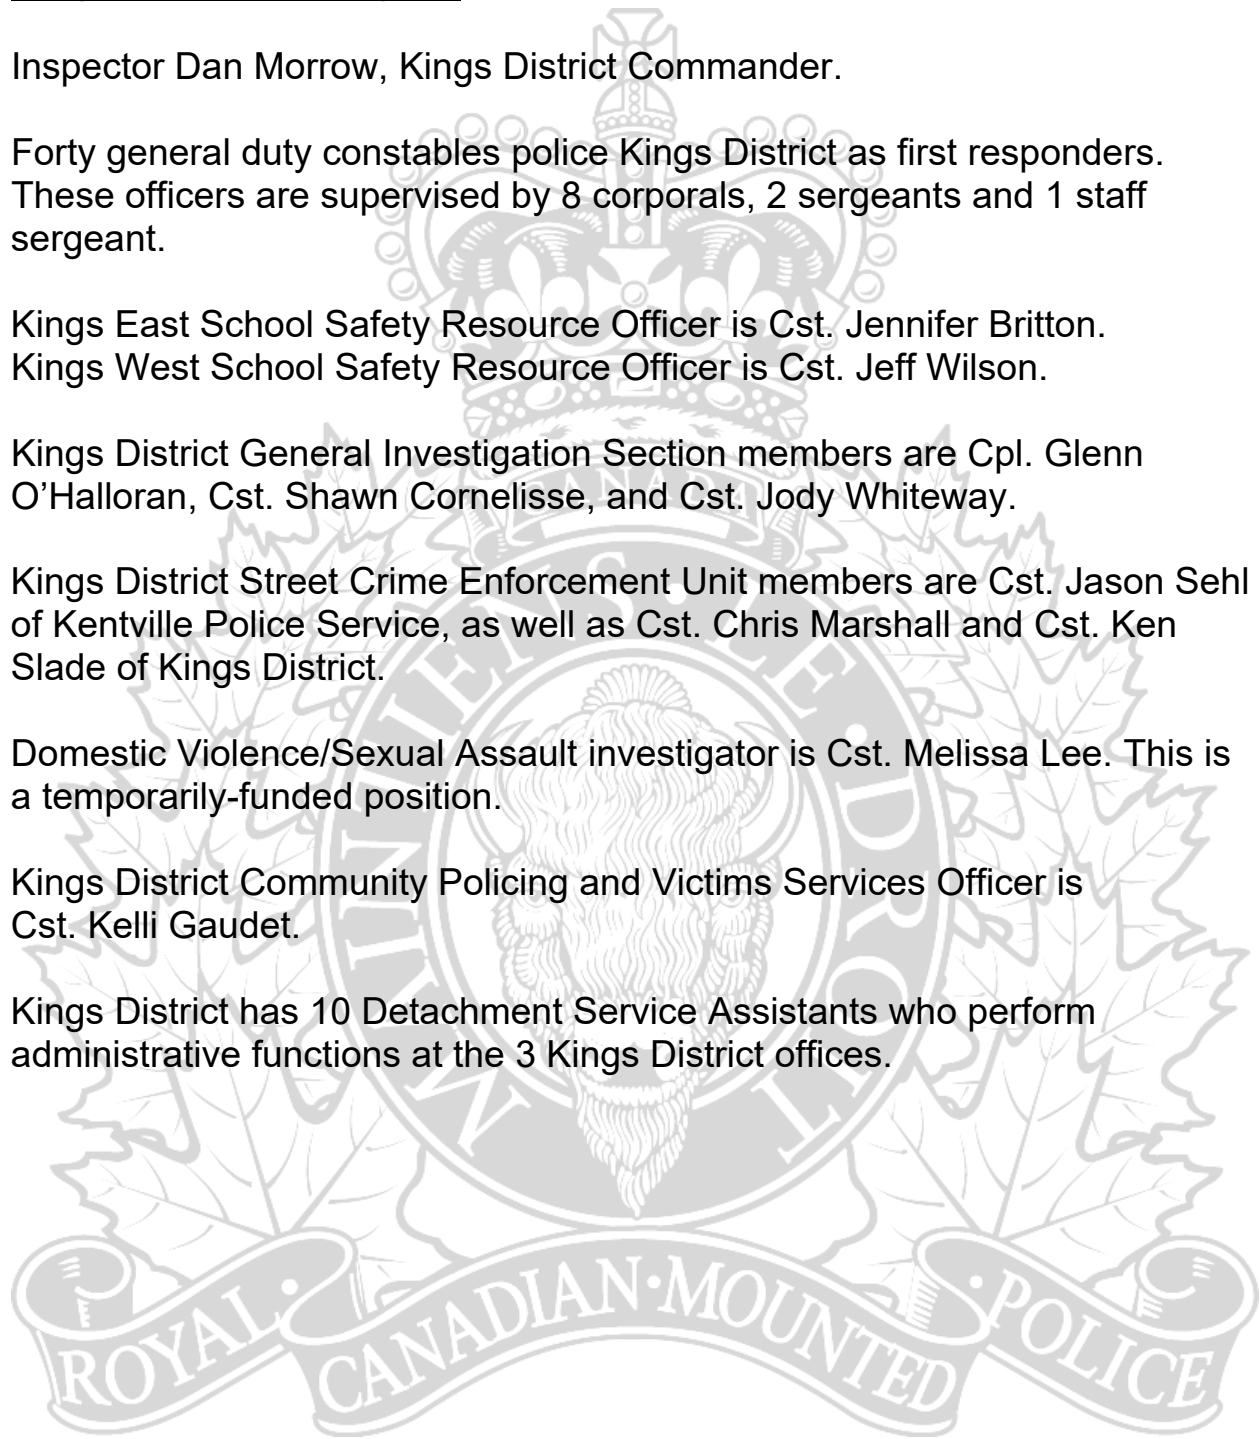 Inspector Dan Morrow, Kings District Commander.
Forty general duty constables police Kings District as first responders.
These officers are supervised by 8 corporals, 2 sergeants and 1 staff
sergeant.
Kings East School Safety Resource Officer is Cst. Jennifer Britton.
Kings West School Safety Resource Officer is Cst. Jeff Wilson.
Kings District General Investigation Section members are Cpl. Glenn
O’Halloran, Cst. Shawn Cornelisse, and Cst. Jody Whiteway.
Kings District Street Crime Enforcement Unit members are Cst. Jason Sehl
of Kentville Police Service, as well as Cst. Chris Marshall and Cst. Ken
Slade of Kings District.
Domestic Violence/Sexual Assault investigator is Cst. Melissa Lee. This is
a temporarily-funded position.
Kings District Community Policing and Victims Services Officer is
Cst. Kelli Gaudet.
Kings District has 10 Detachment Service Assistants who perform
administrative functions at the 3 Kings District offices.
CANADA
MAINTIENS·LE·DROIT
ROYAL·CANADIAN·MOUNTED·POLICE